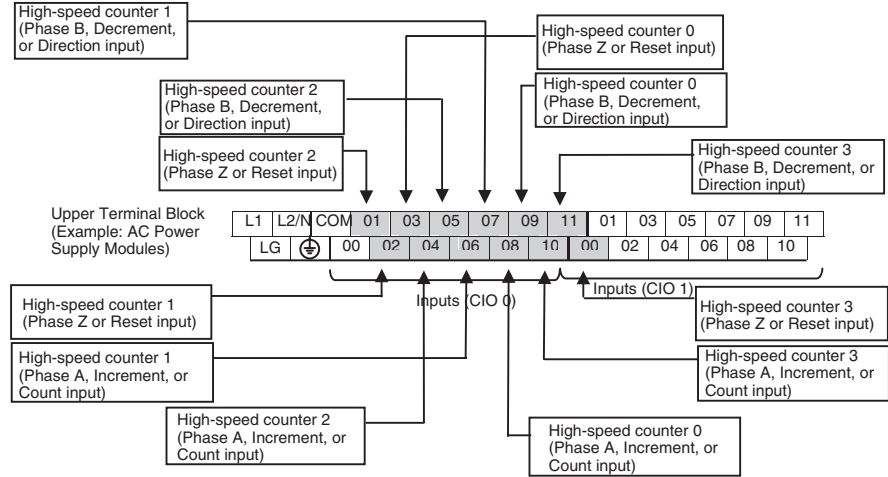 High-speed counter 1
(Phase B, Decrement,
or Direction input)
High-speed counter 0
(Phase Z or Reset input)
High-speed counter 2
(Phase B, Decrement,
or Direction input)
High-speed counter 0
(Phase B, Decrement,
or Direction input)
High-speed counter 2
(Phase Z or Reset input)
High-speed counter 3
(Phase B, Decrement, or
Direction input)
Upper Terminal Block
(Example: AC Power
Supply Modules)
L1 L2/N COM 01 03 05 07 09 11 01 03 05 07 09 11
LG 00 02 04 06 08 10 00 02 04 06 08 10
Inputs (CIO 0)
Inputs (CIO 1)
High-speed counter 1
(Phase Z or Reset input)
High-speed counter 3
(Phase Z or Reset input)
High-speed counter 1
(Phase A, Increment, or
Count input)
High-speed counter 3
(Phase A, Increment, or
Count input)
High-speed counter 2
(Phase A, Increment, or
Count input)
High-speed counter 0
(Phase A, Increment, or
Count input)